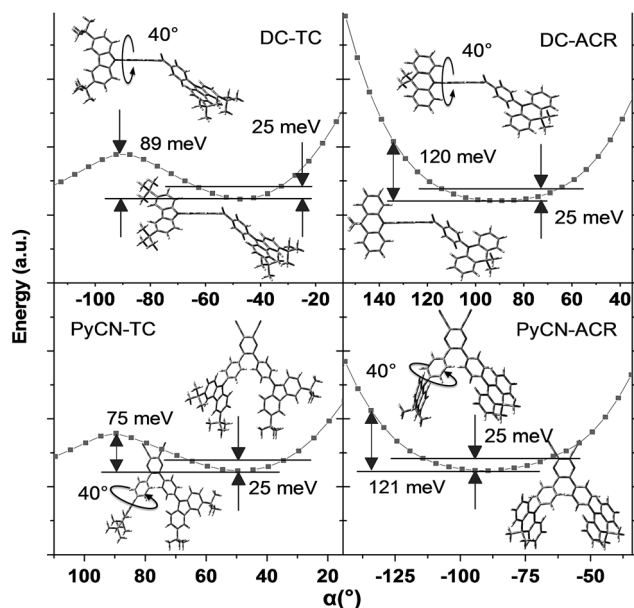 40°
DC-TC
89 meV
25 meV
40°
DC-ACR
120 meV
25 meV
Energy (a.u.)
-100 -80 -60 -40 -20
140 120 100 80 60 40
PyCN-TC
75 meV
40°
25 meV
PyCN-ACR
40°
25 meV
121 meV
100 80 60 40 20
-125 -100 -75 -50
α(°)